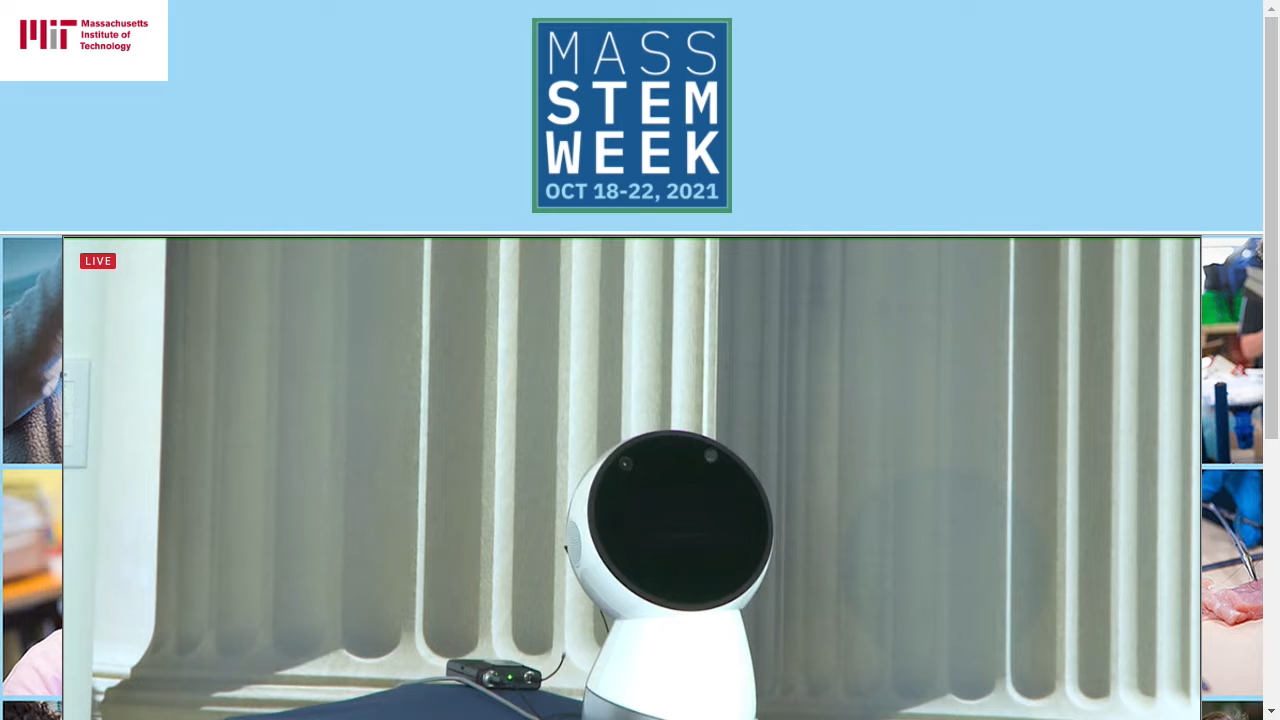 Massachusetts
Institute of
Technology
MASS
STEM
WEEK
OCT 18-22, 2021
LIVE